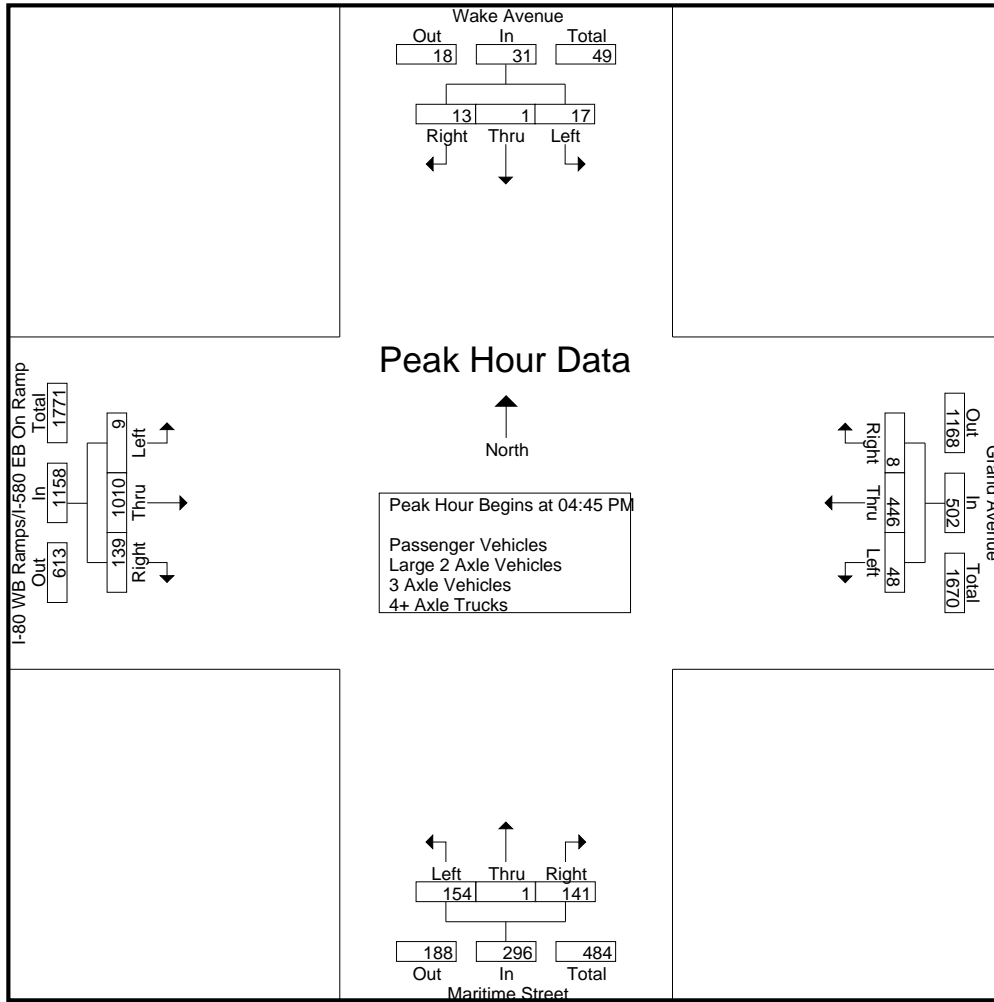 Wake Avenue
Out In Total
18 31 49
13 1 17
Right Thru Left
Peak Hour Data
North
Peak Hour Begins at 04:45 PM
Passenger Vehicles
Large 2 Axle Vehicles
3 Axle Vehicles
4+ Axle Trucks
I-80 WB Ramps/I-580 EB On Ramp
Out In Total
613 1158 1771
139 1010 9
Right Thru Left
Grand Avenue
Out In Total
1168 502 1670
8 446 48
Right Thru Left
Left Thru Right
154 1 141
188 296 484
Out In Total
Maritime Street